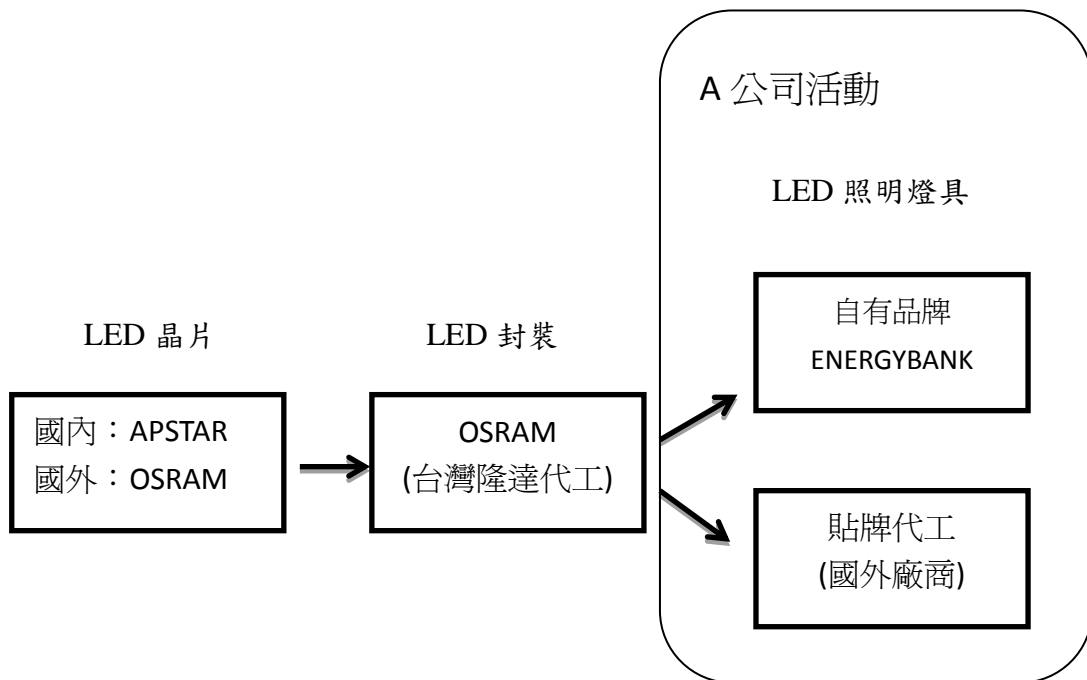 A 公司活動
LED 照明燈具
LED 晶片
LED 封裝
自有品牌
ENERGYBANK
國內：APSTAR
國外：OSRAM
OSRAM
(台灣隆達代工)
貼牌代工
(國外廠商)